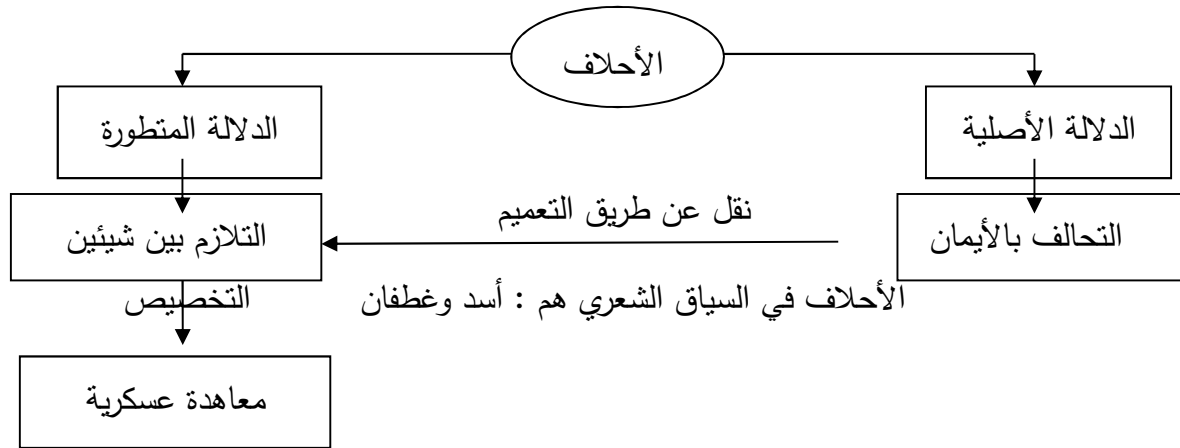 الأحلاف
الدلالة الأصلية
الدلالة المتطورة
التحالف بالأيمان
نقل عن طريق التعميم
التلازم بين شيئين
الأحلاف في السياق الشعري هم : أسد وغطفان
التخصيص
معاهدة عسكرية